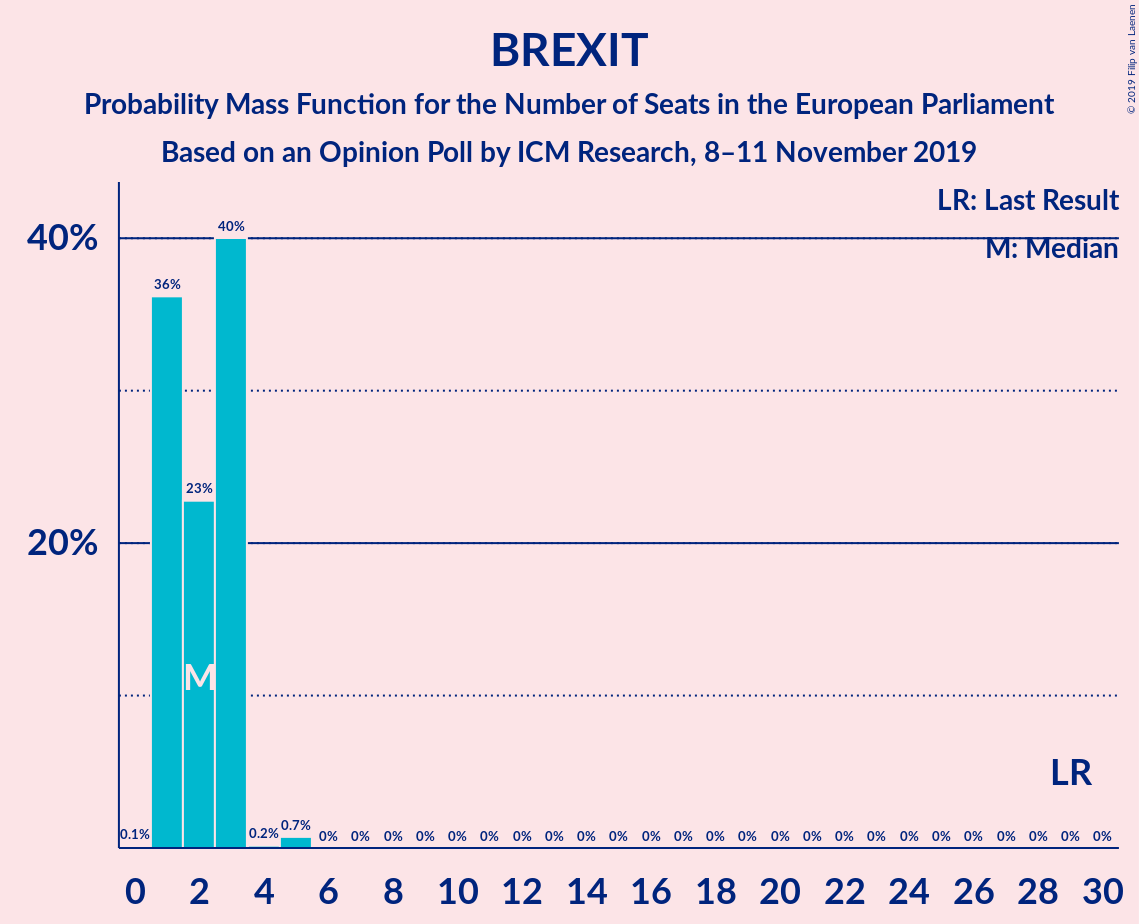 BREXIT
Probability Mass Function for the Number of Seats in the European Parliament
Based on an Opinion Poll by ICM Research, 8–11 November 2019
© 2019 Filip van Laenen
LR: Last Result
M: Median
40%
20%
0.1% 36% 23% 40% 0.2% 0.7% 0% 0% 0% 0% 0% 0% 0% 0% 0% 0% 0% 0% 0% 0% 0% 0% 0% 0% 0% 0% 0% 0% 0% 0% 0%
M
LR
0 2 4 6 8 10 12 14 16 18 20 22 24 26 28 30